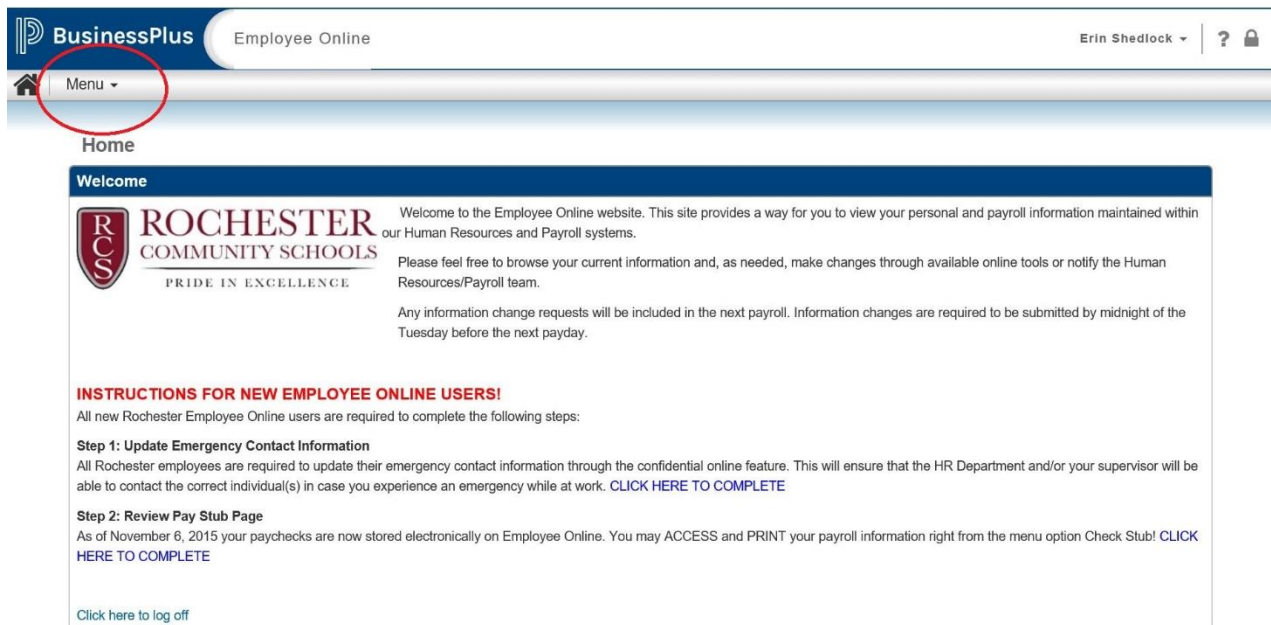 BusinessPlus
Employee Online
Erin Shedlock
?
Menu
Home
Welcome
RCS
ROCHESTER
COMMUNITY SCHOOLS
PRIDE IN EXCELLENCE
Welcome to the Employee Online website. This site provides a way for you to view your personal and payroll information maintained within
our Human Resources and Payroll systems.
Please feel free to browse your current information and, as needed, make changes through available online tools or notify the Human
Resources/Payroll team.
Any information change requests will be included in the next payroll. Information changes are required to be submitted by midnight of the
Tuesday before the next payday.
INSTRUCTIONS FOR NEW EMPLOYEE ONLINE USERS!
All new Rochester Employee Online users are required to complete the following steps:
Step 1: Update Emergency Contact Information
All Rochester employees are required to update their emergency contact information through the confidential online feature. This will ensure that the HR Department and/or your supervisor will be
able to contact the correct individual(s) in case you experience an emergency while at work. CLICK HERE TO COMPLETE
Step 2: Review Pay Stub Page
As of November 6, 2015 your paychecks are now stored electronically on Employee Online. You may ACCESS and PRINT your payroll information right from the menu option Check Stub! CLICK
HERE TO COMPLETE
Click here to log off